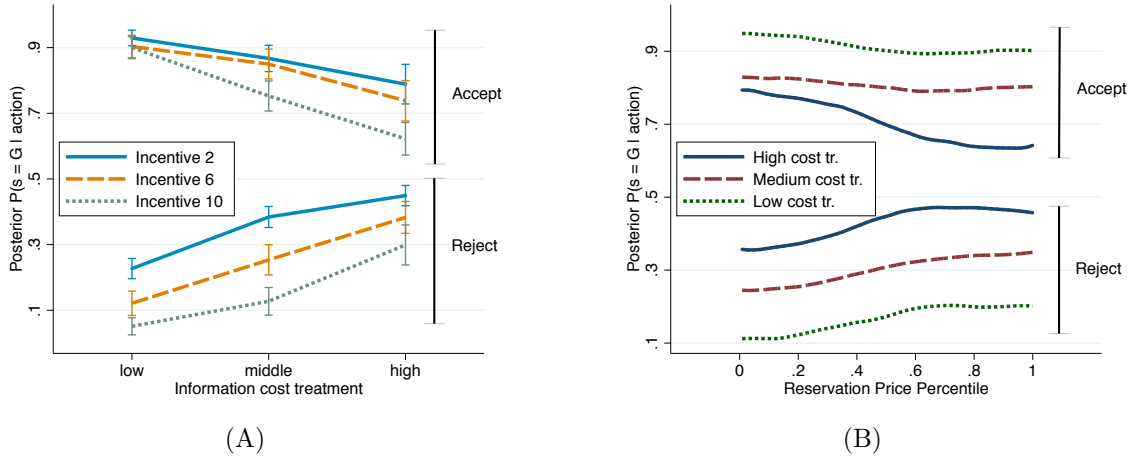 Posterior P(s = G | action)
.9
.7
.5
.3
.1
Accept
Reject
Incentive 2
Incentive 6
Incentive 10
low
middle
high
Information cost treatment
(A)
Posterior P(s = G | action)
.9
.7
.5
.3
.1
Accept
Reject
High cost tr.
Medium cost tr.
Low cost tr.
0
.2
.4
.6
.8
1
Reservation Price Percentile
(B)